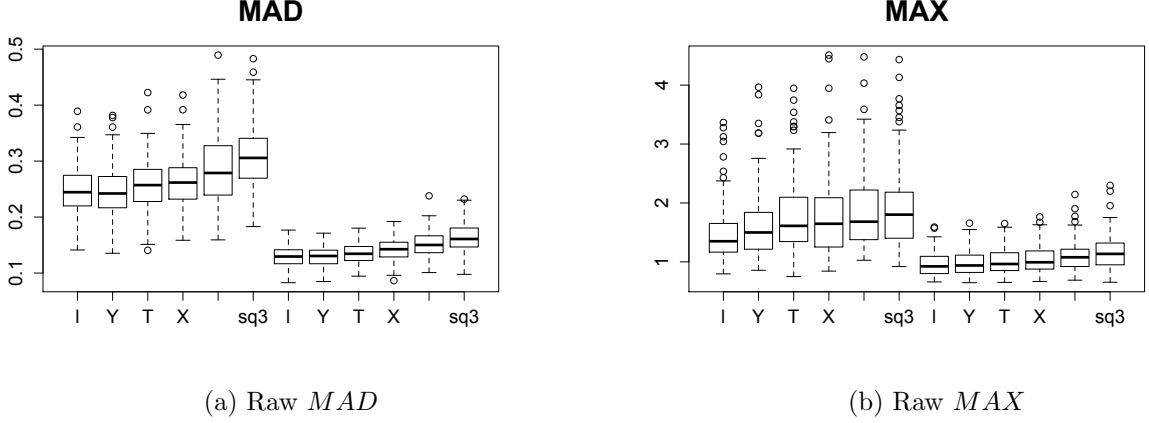 MAD
0.5
0.4
0.3
0.2
0.1
I Y T X sq3 I Y T X sq3
(a) Raw MAD
MAX
4
3
2
1
I Y T X sq3 I Y T X sq3
(b) Raw MAX